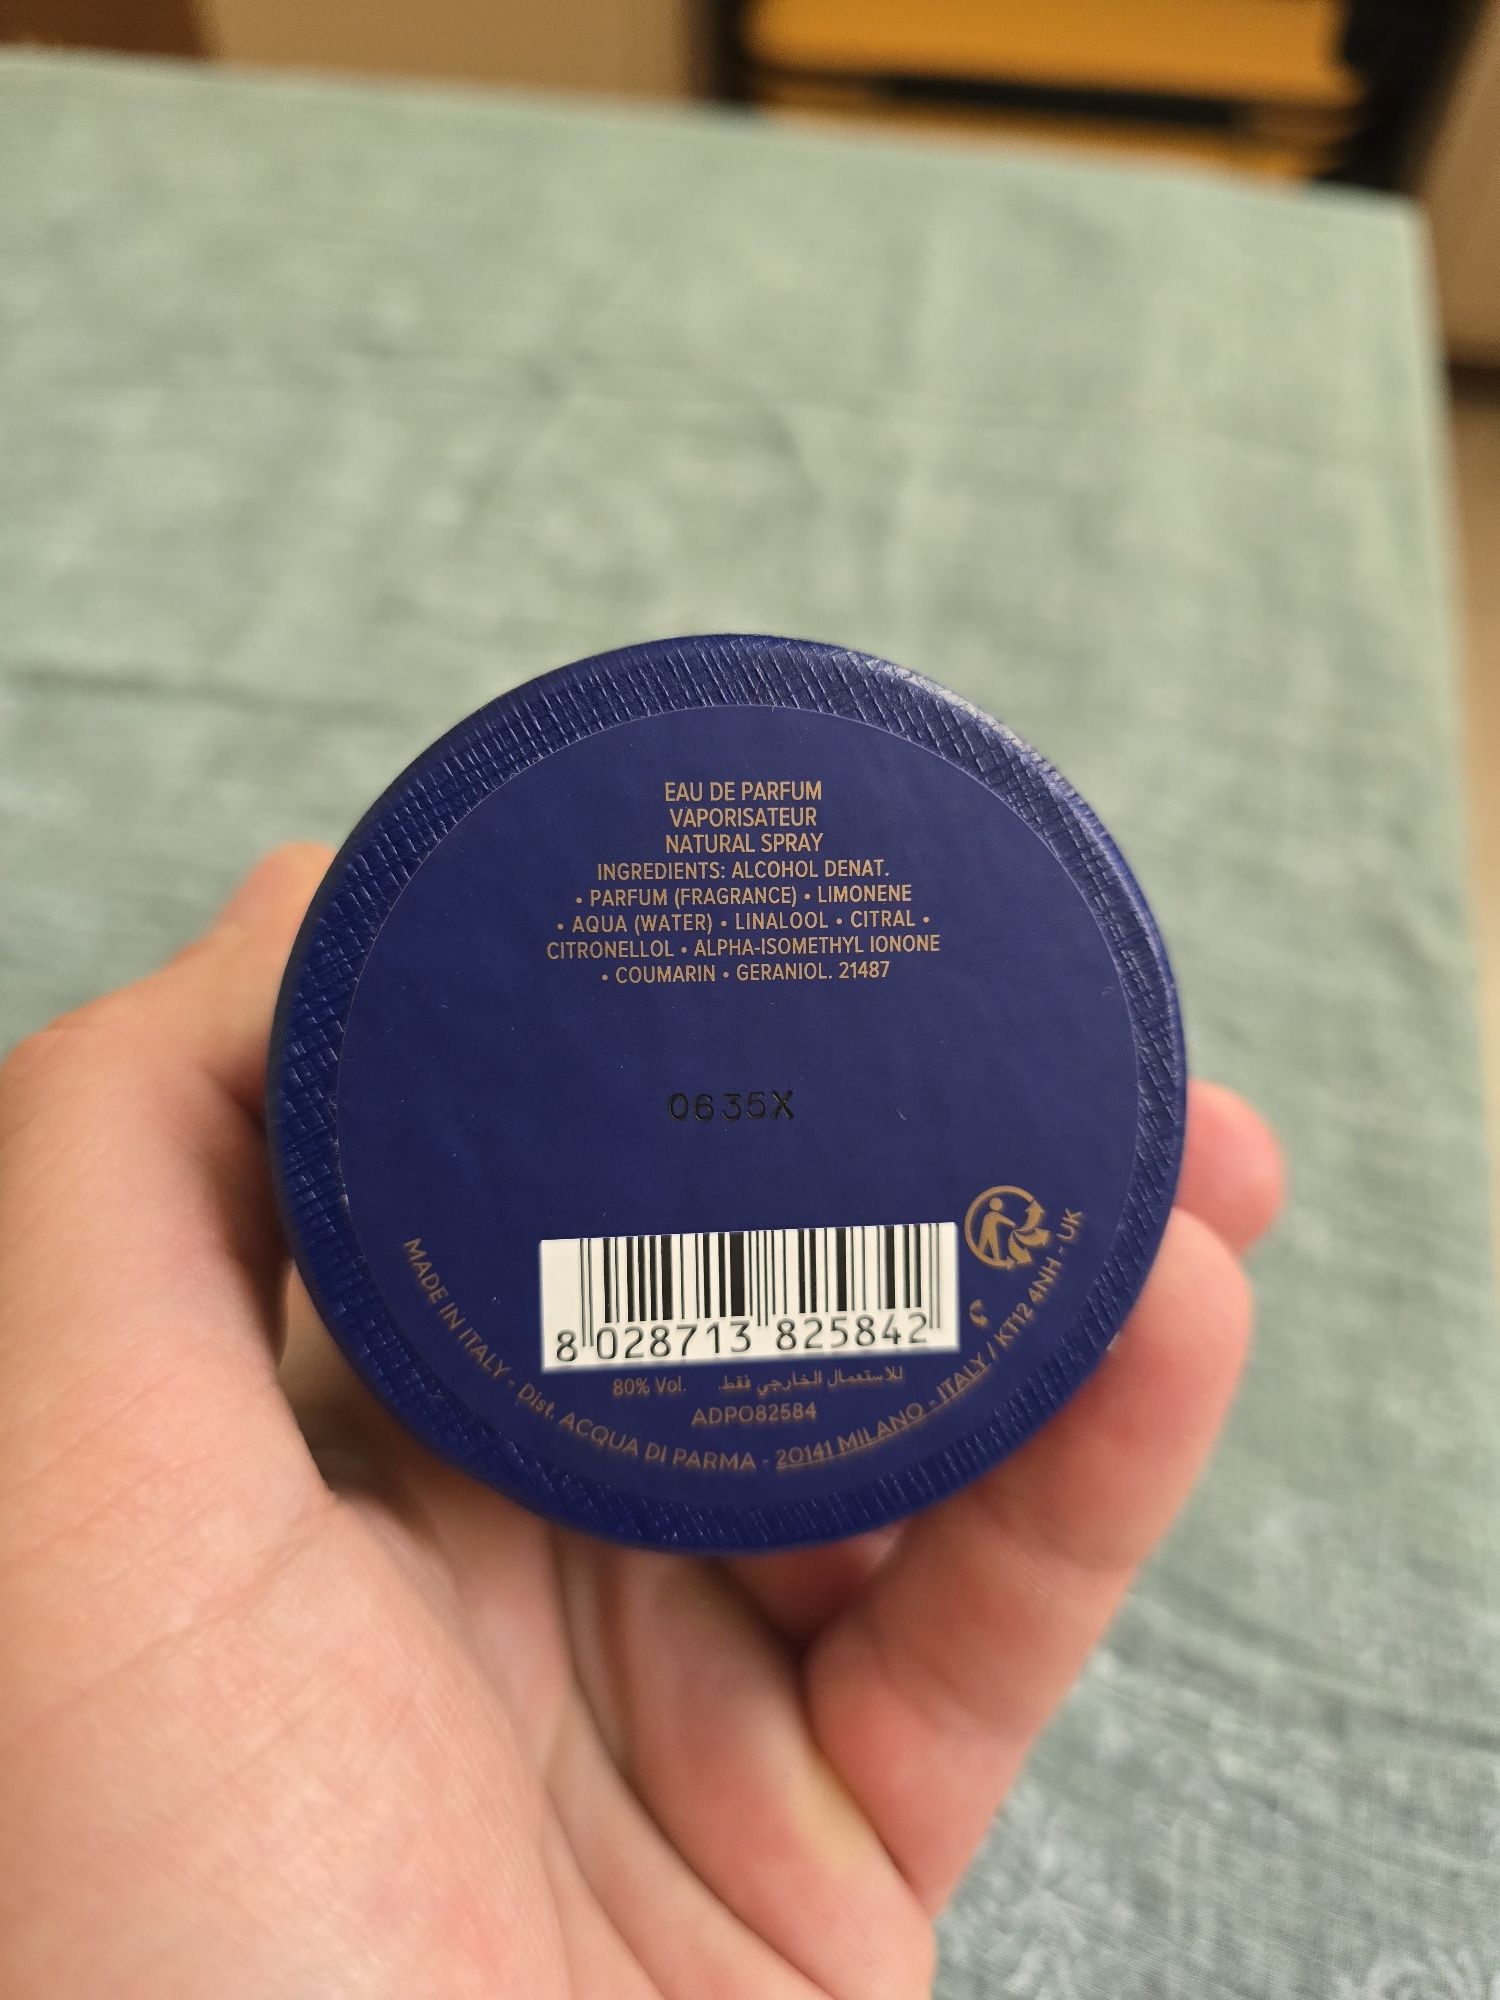 EAU DE PARFUM
VAPORISATEUR
NATURAL SPRAY
INGREDIENTS: ALCOHOL DENAT.
• PARFUM (FRAGRANCE) • LIMONENE
• AQUA (WATER) • LINALOOL • CITRAL •
CITRONELLOL • ALPHA-ISOMETHYL IONONE
• COUMARIN • GERANIOL. 21487
0635X
8 028713 825842
80% Vol. للاستعمال الخارجي فقط.
ADP082584
MADE IN ITALY - Dist. ACQUA DI PARMA - 20141 MILANO - ITALY / KT12 4NH - UK